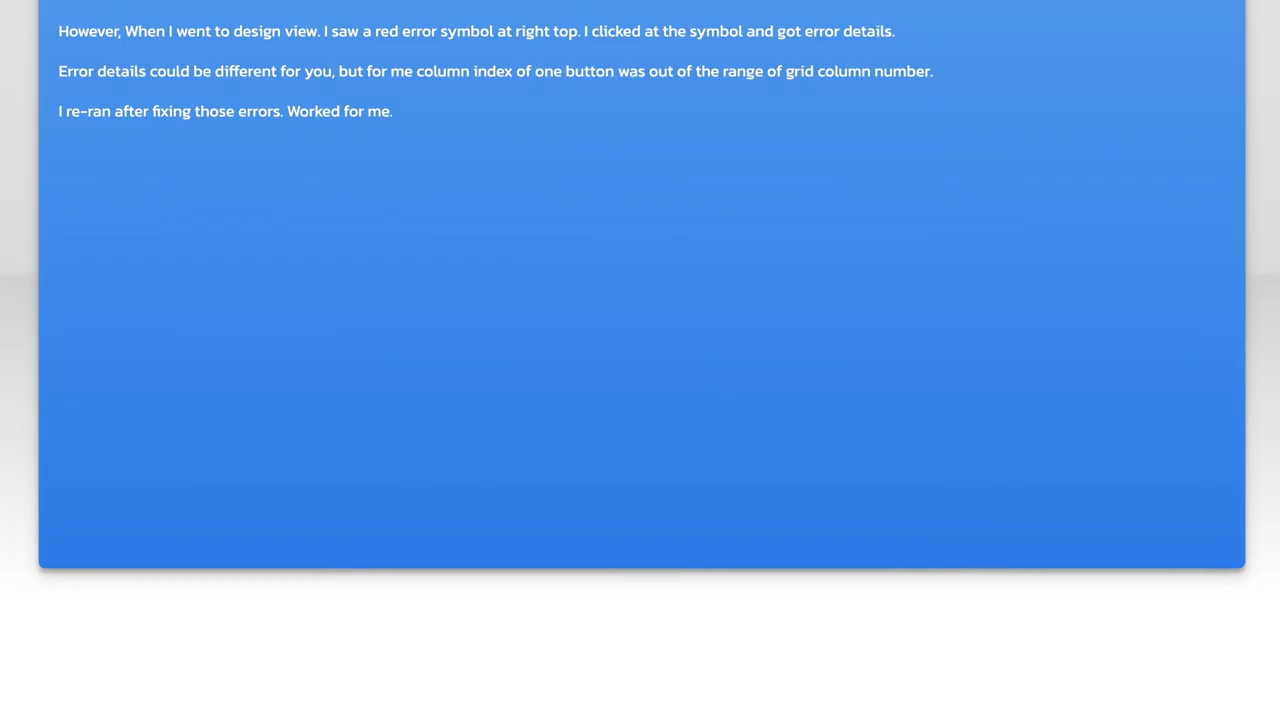 However, When I went to design view. I saw a red error symbol at right top. I clicked at the symbol and got error details.
Error details could be different for you, but for me column index of one button was out of the range of grid column number.
I re-ran after fixing those errors. Worked for me.